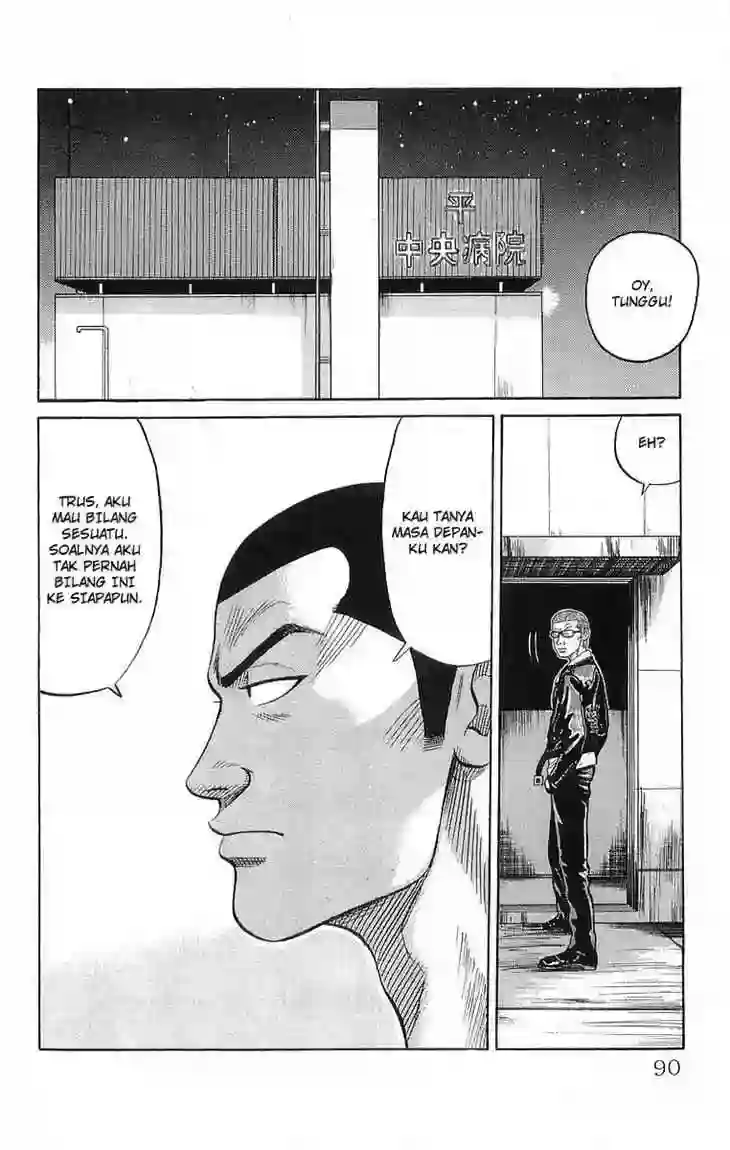 平
中央病院
OY,
TUNGGU!
EH?
KAU TANYA
MASA DEPAN-
KU KAN?
TRUS, AKU
MAU BILANG
SESUATU.
SOALNYA AKU
TAK PERNAH
BILANG INI
KE SIAPAPUN.
90